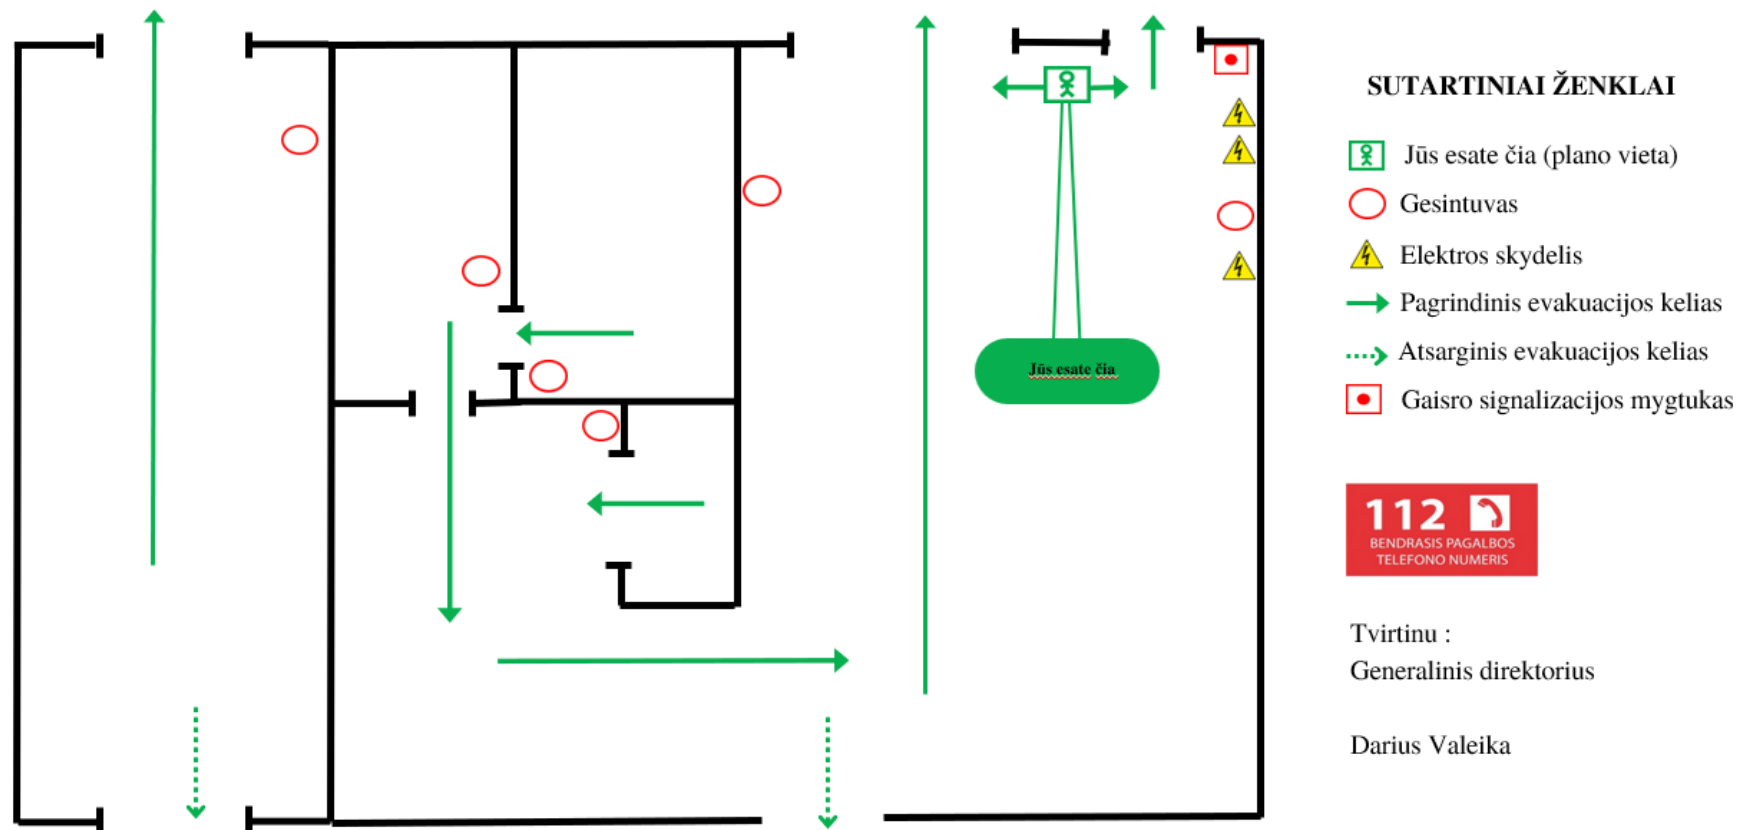 Jūs esate čia
SUTARTINIAI ŽENKLAI
Jūs esate čia (plano vieta)
Gesintuvas
Elektros skydelis
Pagrindinis evakuacijos kelias
Atsarginis evakuacijos kelias
Gaisro signalizacijos mygtukas
112
BENDRASIS PAGALBOS
TELEFONO NUMERIS
Tvirtinu :
Generalinis direktorius
Darius Valeika